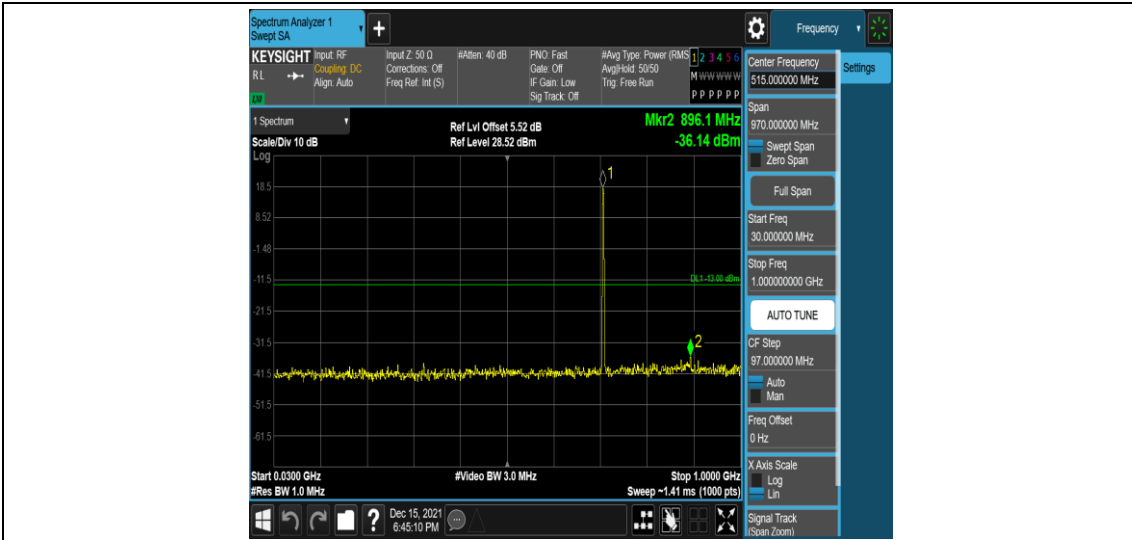 Spectrum Analyzer 1
Swept SA
+
Frequency
KEYSIGHT
RL
LXI
Input: RF
Coupling: DC
Align: Auto
Input Z: 50 Ω
Corrections: Off
Freq Ref: Int (S)
#Atten: 40 dB
PNO: Fast
Gate: Off
IF Gain: Low
Sig Track: Off
#Avg Type: Power (RMS
Avg|Hold: 50/50
Trig: Free Run
1 2 3 4 5 6
M W W W W W
P P P P P P
1 Spectrum
Scale/Div 10 dB
Log
Ref Lvl Offset 5.52 dB
Ref Level 28.52 dBm
Mkr2 896.1 MHz
-36.14 dBm
18.5
8.52
-1.48
-11.5
-21.5
-31.5
-41.5
-51.5
-61.5
1
DL1 -13.00 dBm
2
Start 0.0300 GHz
#Res BW 1.0 MHz
#Video BW 3.0 MHz
Stop 1.0000 GHz
Sweep ~1.41 ms (1000 pts)
Center Frequency
515.000000 MHz
Settings
Span
970.000000 MHz
Swept Span
Zero Span
Full Span
Start Freq
30.000000 MHz
Stop Freq
1.000000000 GHz
AUTO TUNE
CF Step
97.000000 MHz
Auto
Man
Freq Offset
0 Hz
X Axis Scale
Log
Lin
Signal Track
(Span Zoom)
?
Dec 15, 2021
6:45:10 PM